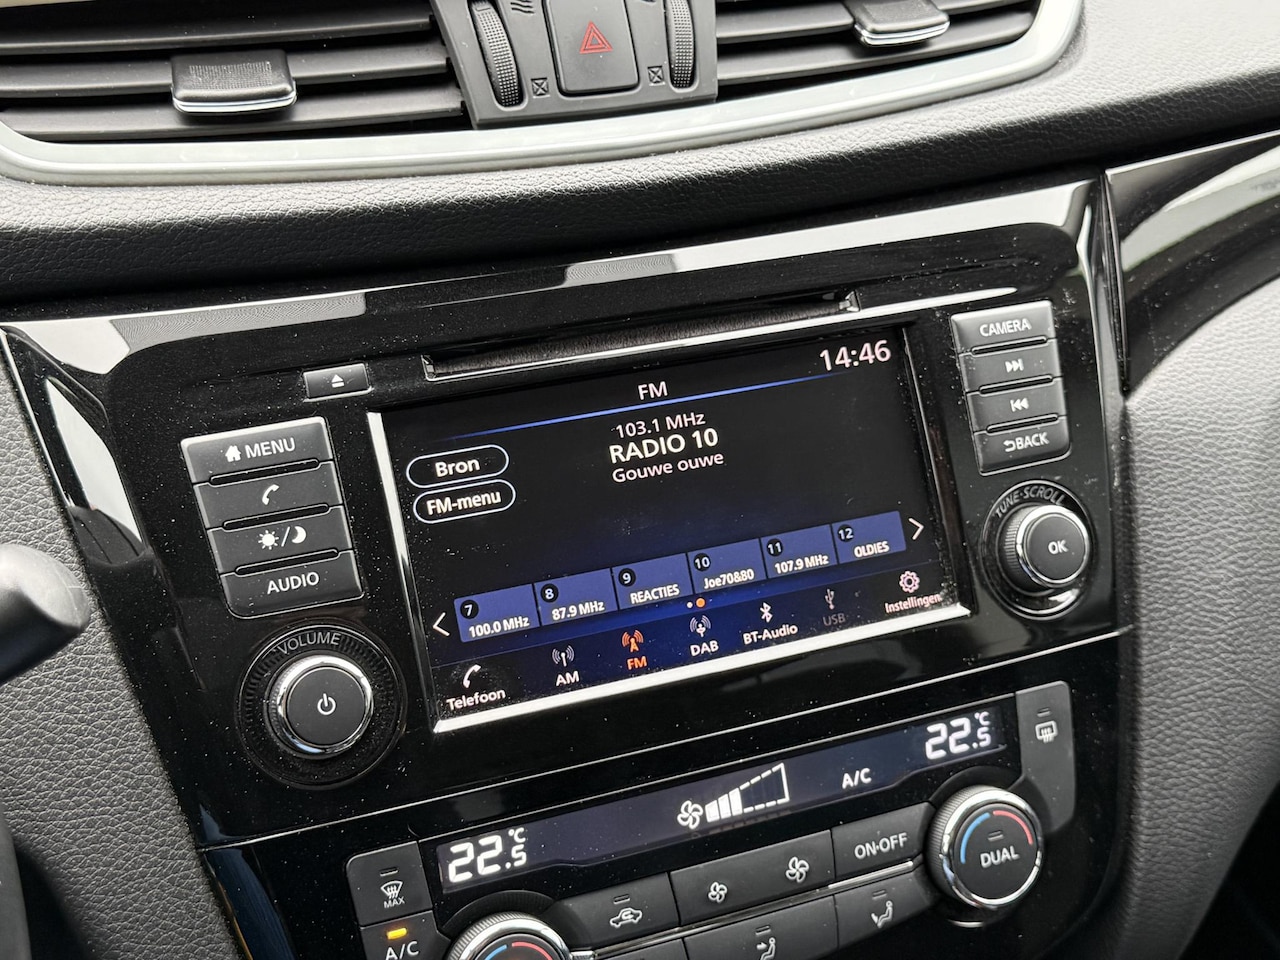 14:46
FM
103.1 MHz
RADIO 10
Gouwe ouwe
Bron
FM-menu
7 100.0 MHz
8 87.9 MHz
9 REACTIES
10 Joe70&80
11 107.9 MHz
12 OLDIES
Telefoon
AM
FM
DAB
BT-Audio
USB
Instellingen
MENU
AUDIO
VOLUME
CAMERA
BACK
TUNE·SCROLL
OK
22.5 °C
A/C
22.5 °C
MAX
A/C
ON·OFF
DUAL